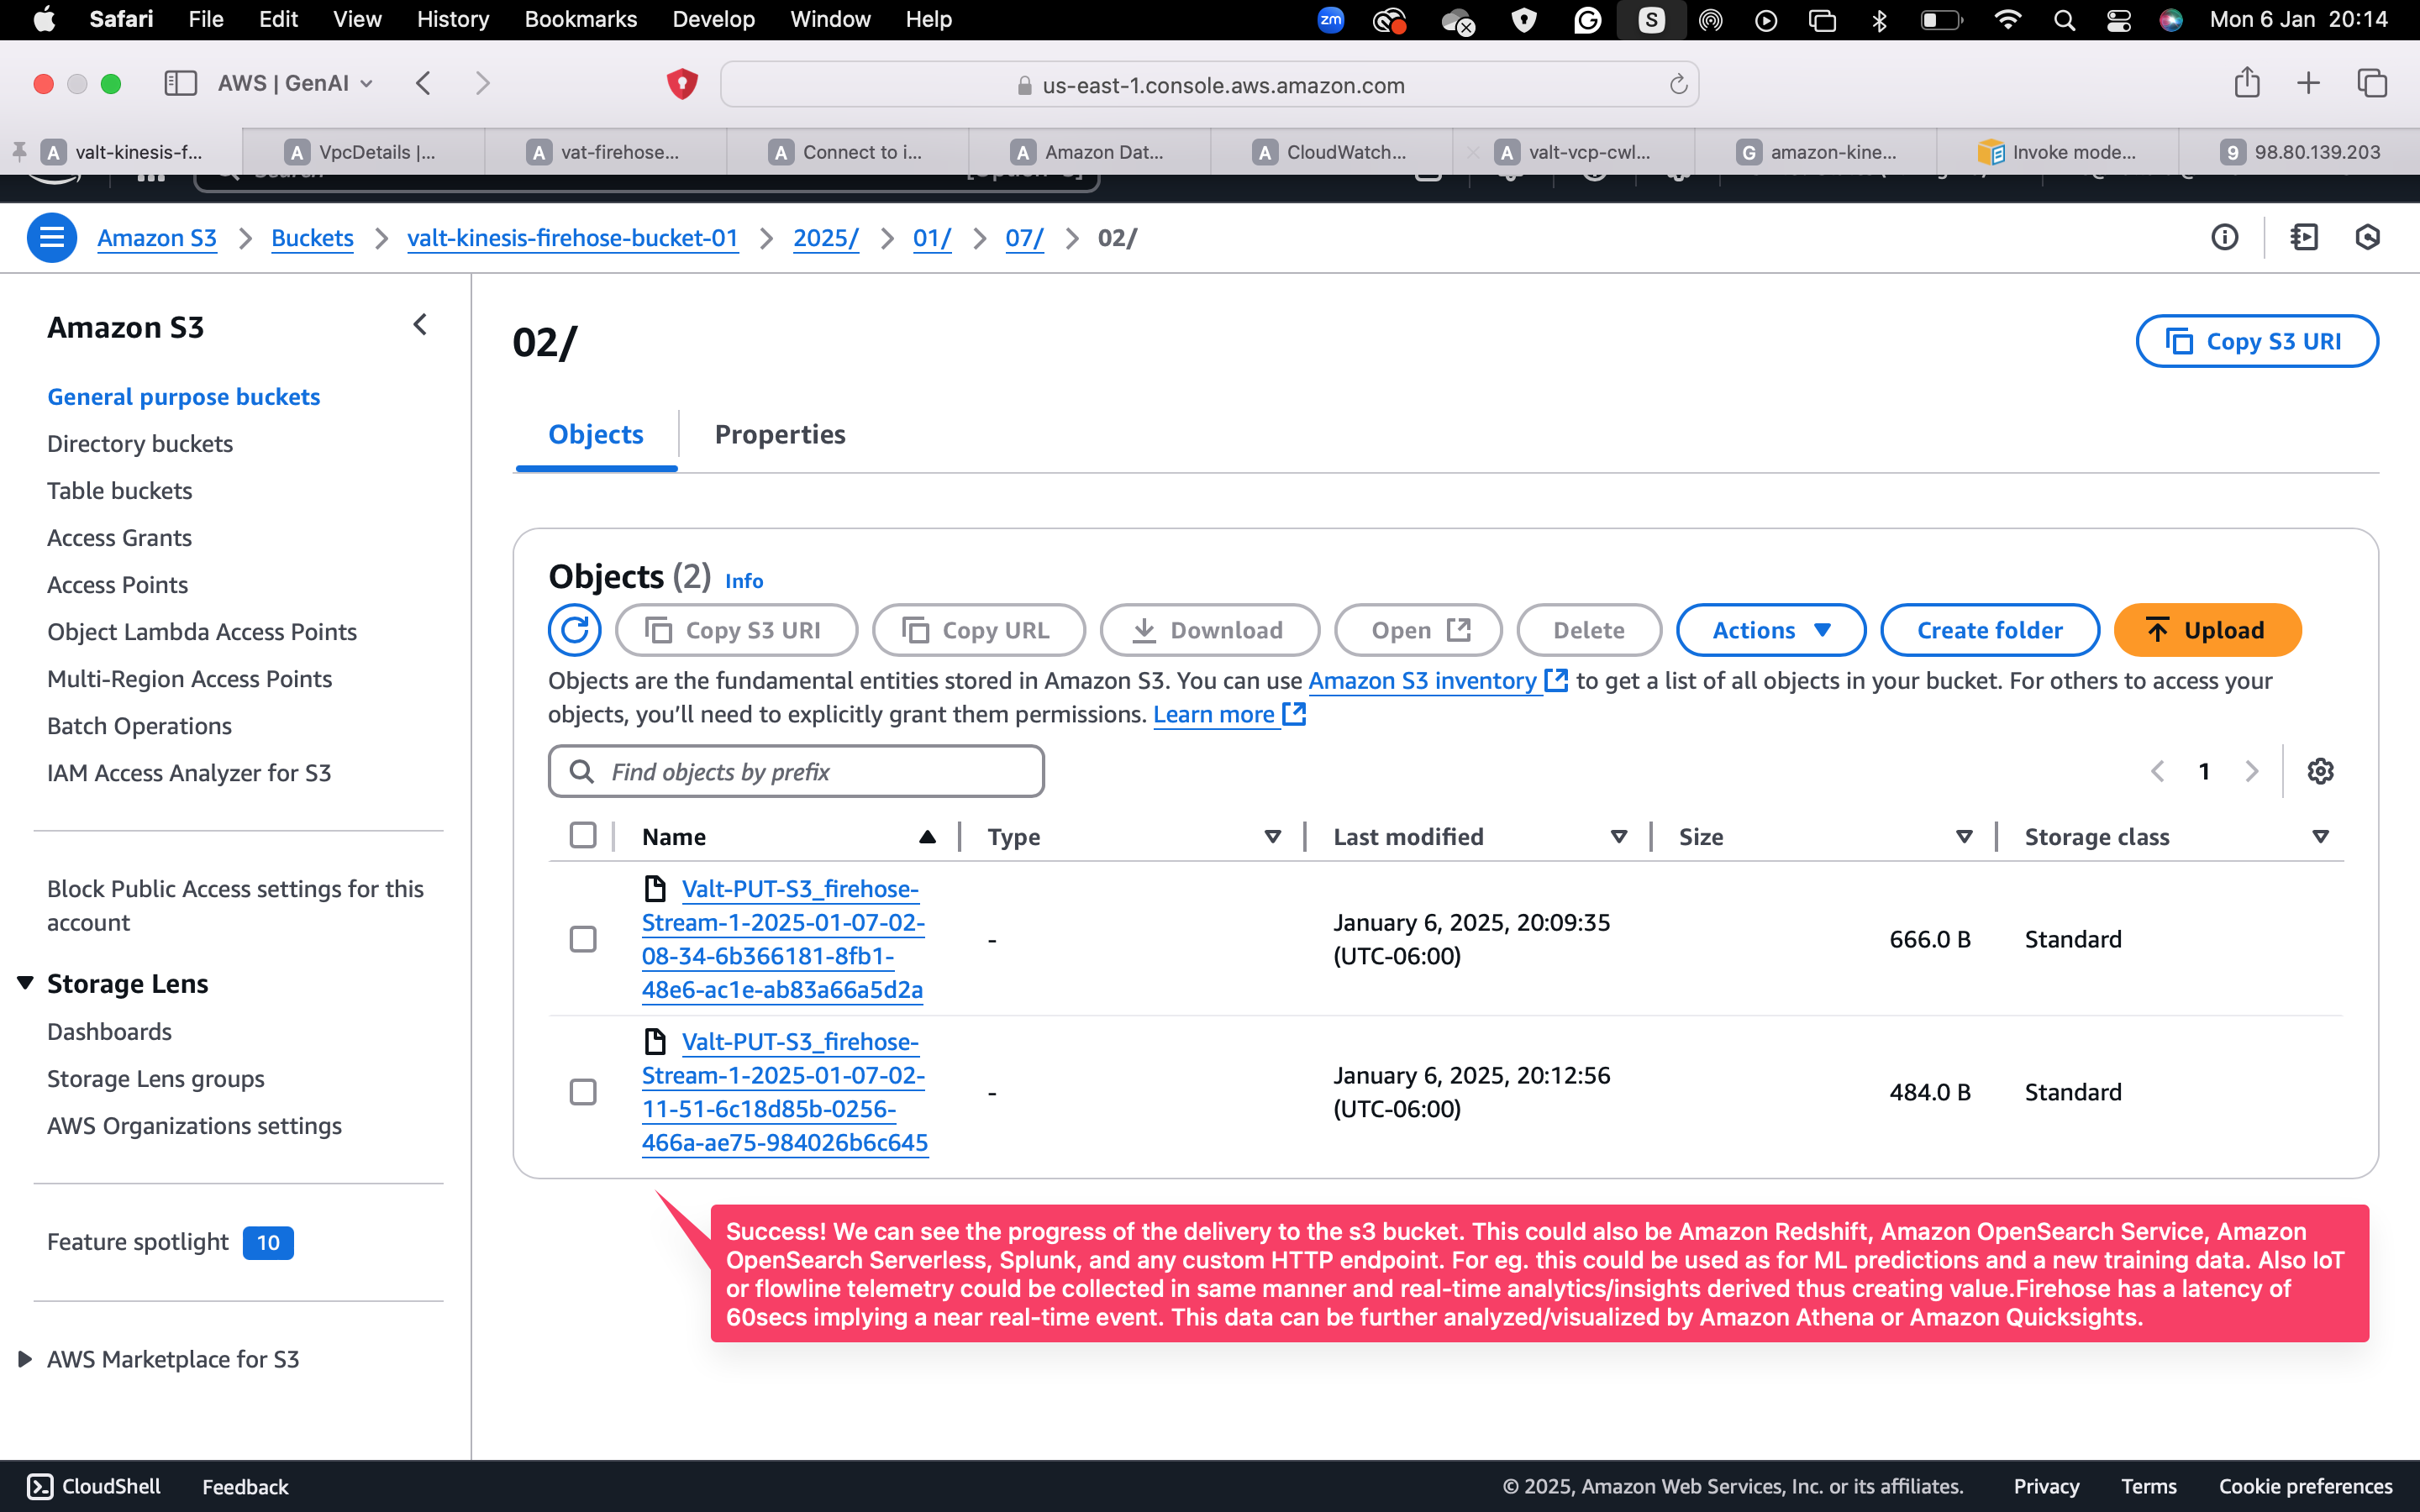 Safari File Edit View History Bookmarks Develop Window Help zm S Mon 6 Jan 20:14
AWS | GenAI us-east-1.console.aws.amazon.com
A valt-kinesis-f... A VpcDetails |... A vat-firehose... A Connect to i... A Amazon Dat... A CloudWatch... A valt-vcp-cwl... G amazon-kine... Invoke mode... 9 98.80.139.203
Amazon S3 > Buckets > valt-kinesis-firehose-bucket-01 > 2025/ > 01/ > 07/ > 02/
Amazon S3
General purpose buckets
Directory buckets
Table buckets
Access Grants
Access Points
Object Lambda Access Points
Multi-Region Access Points
Batch Operations
IAM Access Analyzer for S3
Block Public Access settings for this
account
Storage Lens
Dashboards
Storage Lens groups
AWS Organizations settings
Feature spotlight 10
AWS Marketplace for S3
02/
Copy S3 URI
Objects Properties
Objects (2) Info
Copy S3 URI Copy URL Download Open Delete Actions Create folder Upload
Objects are the fundamental entities stored in Amazon S3. You can use Amazon S3 inventory to get a list of all objects in your bucket. For others to access your
objects, you’ll need to explicitly grant them permissions. Learn more
Find objects by prefix
1
Name Type Last modified Size Storage class
Valt-PUT-S3_firehose-
Stream-1-2025-01-07-02-
08-34-6b366181-8fb1-
48e6-ac1e-ab83a66a5d2a
-
January 6, 2025, 20:09:35
(UTC-06:00)
666.0 B
Standard
Valt-PUT-S3_firehose-
Stream-1-2025-01-07-02-
11-51-6c18d85b-0256-
466a-ae75-984026b6c645
-
January 6, 2025, 20:12:56
(UTC-06:00)
484.0 B
Standard
Success! We can see the progress of the delivery to the s3 bucket. This could also be Amazon Redshift, Amazon OpenSearch Service, Amazon
OpenSearch Serverless, Splunk, and any custom HTTP endpoint. For eg. this could be used as for ML predictions and a new training data. Also IoT
or flowline telemetry could be collected in same manner and real-time analytics/insights derived thus creating value.Firehose has a latency of
60secs implying a near real-time event. This data can be further analyzed/visualized by Amazon Athena or Amazon Quicksights.
CloudShell Feedback © 2025, Amazon Web Services, Inc. or its affiliates. Privacy Terms Cookie preferences